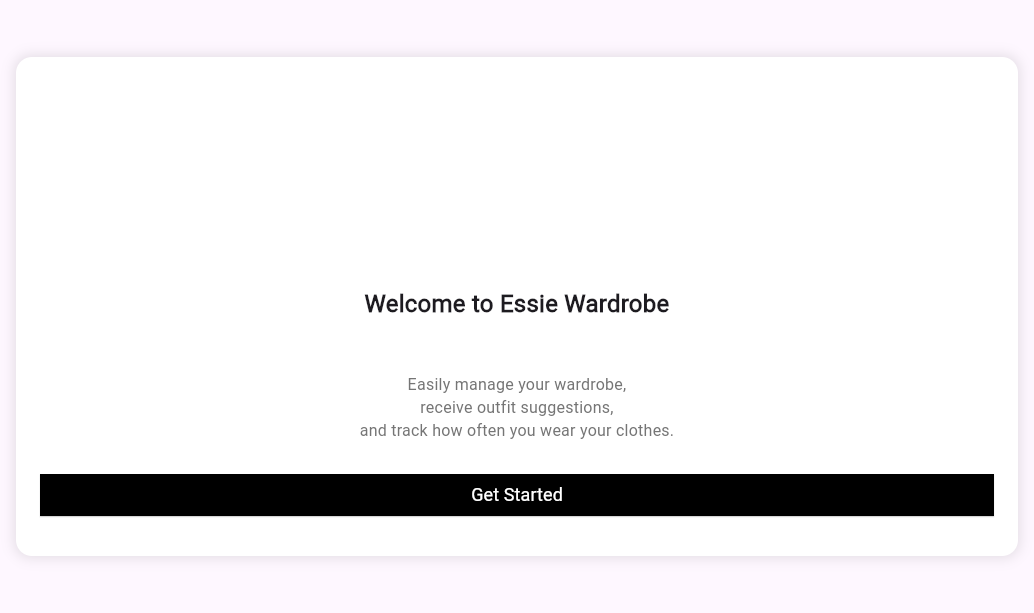 Welcome to Essie Wardrobe
Easily manage your wardrobe,
receive outfit suggestions,
and track how often you wear your clothes.
Get Started